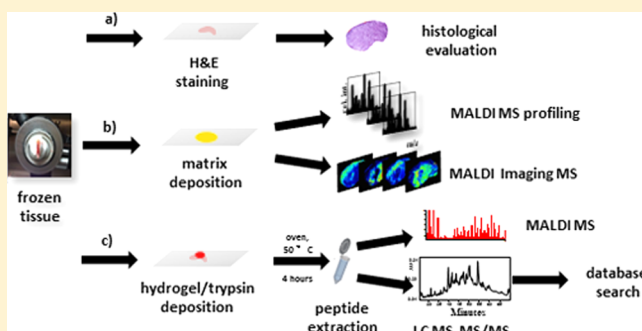 a)
H&E
staining
histological
evaluation
frozen
tissue
b)
matrix
deposition
MALDI MS profiling
MALDI Imaging MS
c)
hydrogel/trypsin
deposition
oven,
50 ° C
4 hours
peptide
extraction
MALDI MS
Minutes
LC MS, MS/MS
database
search